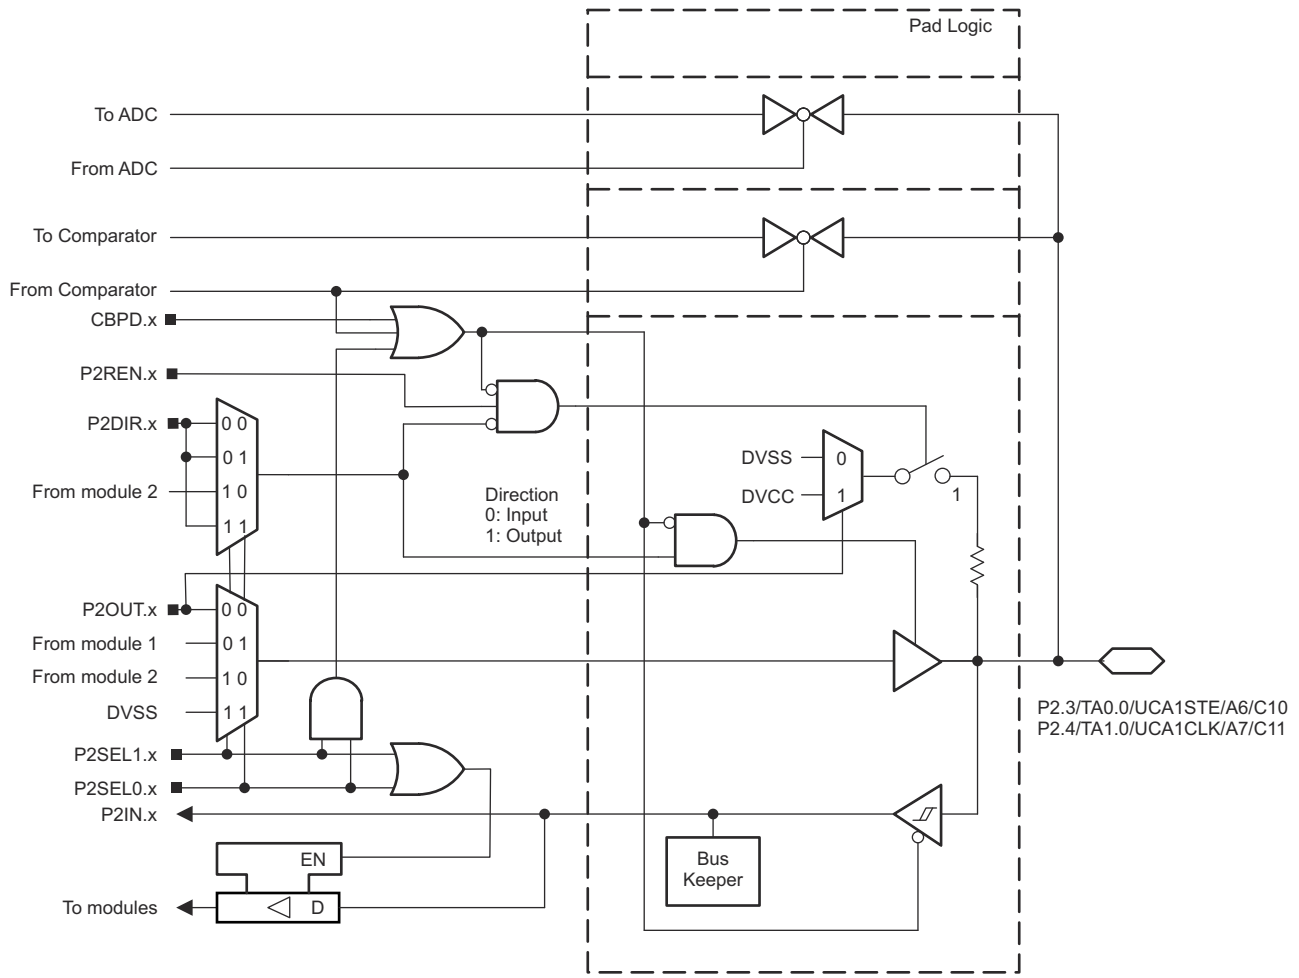 Pad Logic
To ADC
From ADC
To Comparator
From Comparator
CBPD.x
P2REN.x
P2DIR.x
0 0
0 1
From module 2
1 0
1 1
Direction
0: Input
1: Output
DVSS
0
DVCC
1
1
P2OUT.x
0 0
From module 1
0 1
From module 2
1 0
DVSS
1 1
P2.3/TA0.0/UCA1STE/A6/C10
P2.4/TA1.0/UCA1CLK/A7/C11
P2SEL1.x
P2SEL0.x
P2IN.x
Bus
Keeper
EN
To modules
D